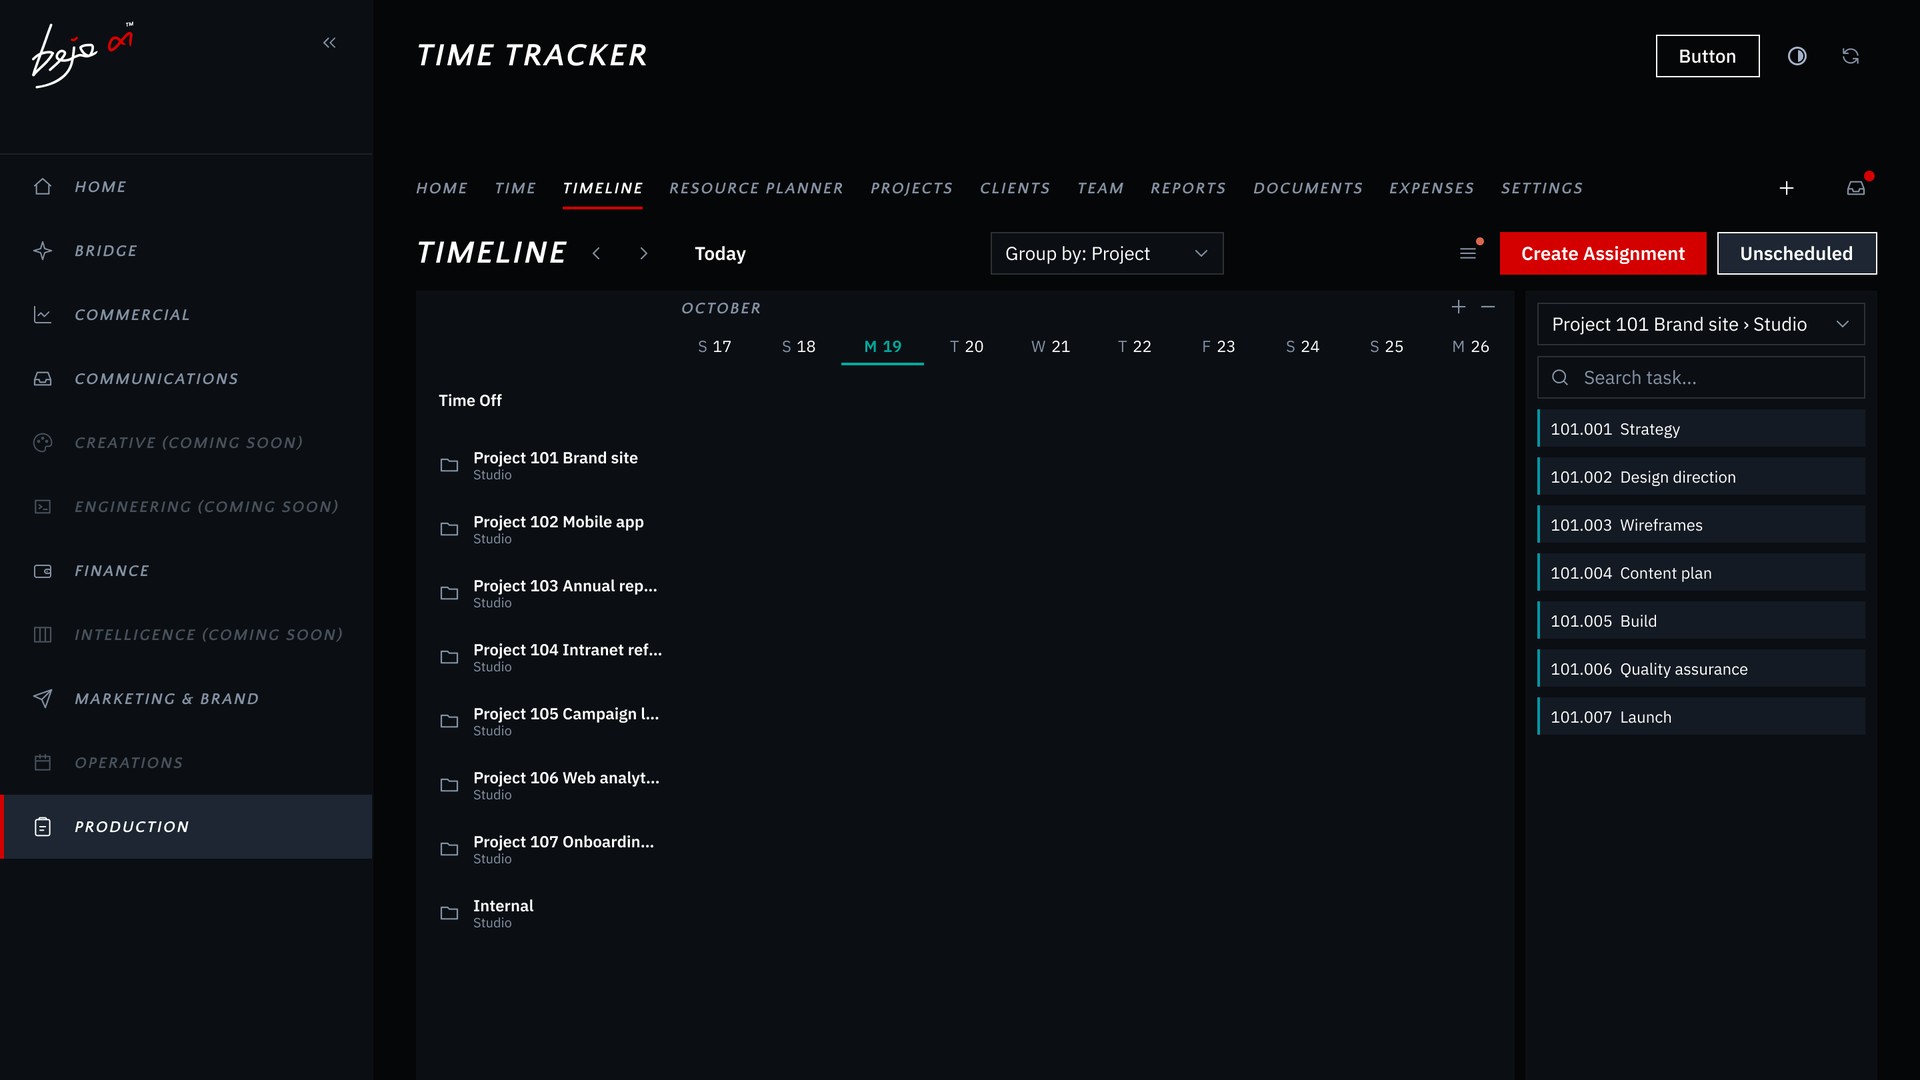 beja ™
TIME TRACKER
Button
HOME
BRIDGE
COMMERCIAL
COMMUNICATIONS
CREATIVE (COMING SOON)
ENGINEERING (COMING SOON)
FINANCE
INTELLIGENCE (COMING SOON)
MARKETING & BRAND
OPERATIONS
PRODUCTION
HOME TIME TIMELINE RESOURCE PLANNER PROJECTS CLIENTS TEAM REPORTS DOCUMENTS EXPENSES SETTINGS
TIMELINE Today Group by: Project Create Assignment Unscheduled
OCTOBER
S 17 S 18 M 19 T 20 W 21 T 22 F 23 S 24 S 25 M 26
Time Off
Project 101 Brand site
Studio
Project 102 Mobile app
Studio
Project 103 Annual rep...
Studio
Project 104 Intranet ref...
Studio
Project 105 Campaign l...
Studio
Project 106 Web analyt...
Studio
Project 107 Onboardin...
Studio
Internal
Studio
Project 101 Brand site › Studio
Search task...
101.001 Strategy
101.002 Design direction
101.003 Wireframes
101.004 Content plan
101.005 Build
101.006 Quality assurance
101.007 Launch